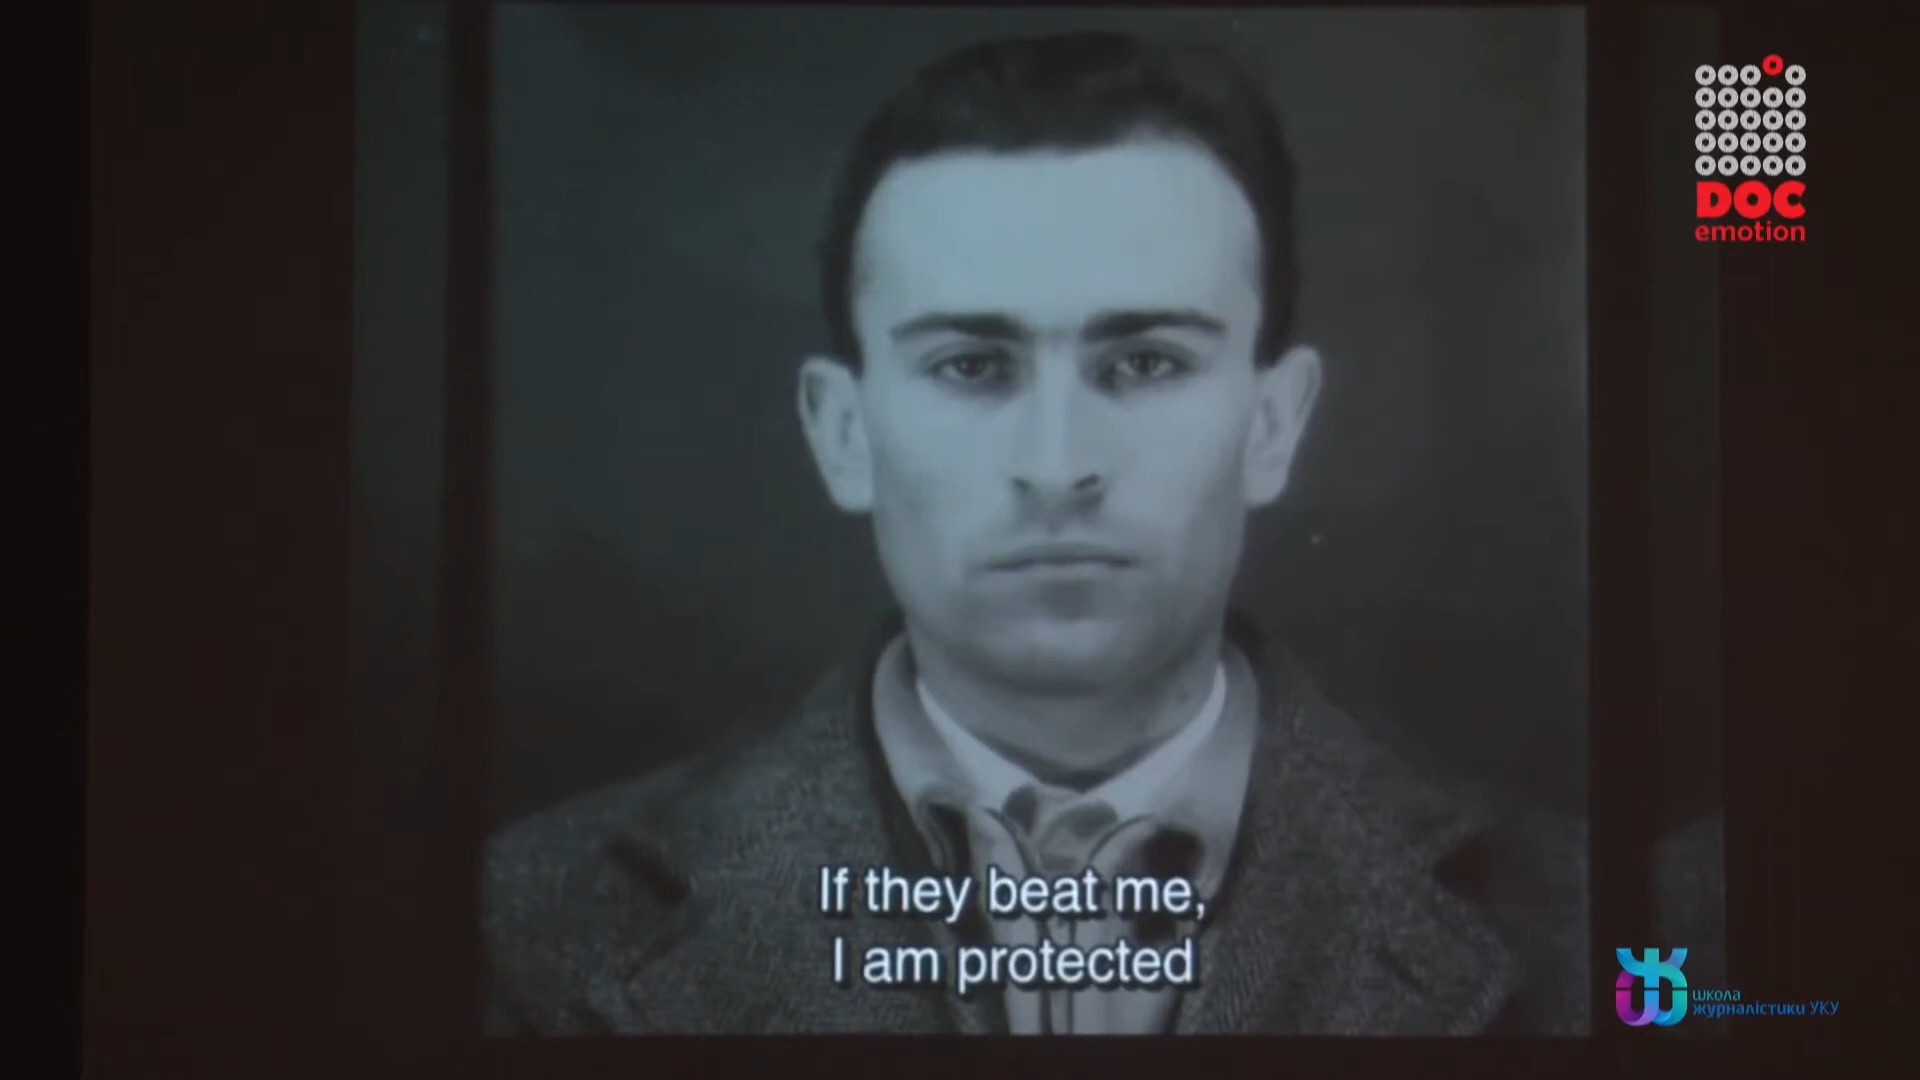 DOC
emotion
If they beat me,
I am protected
школа
журналістики УКУ